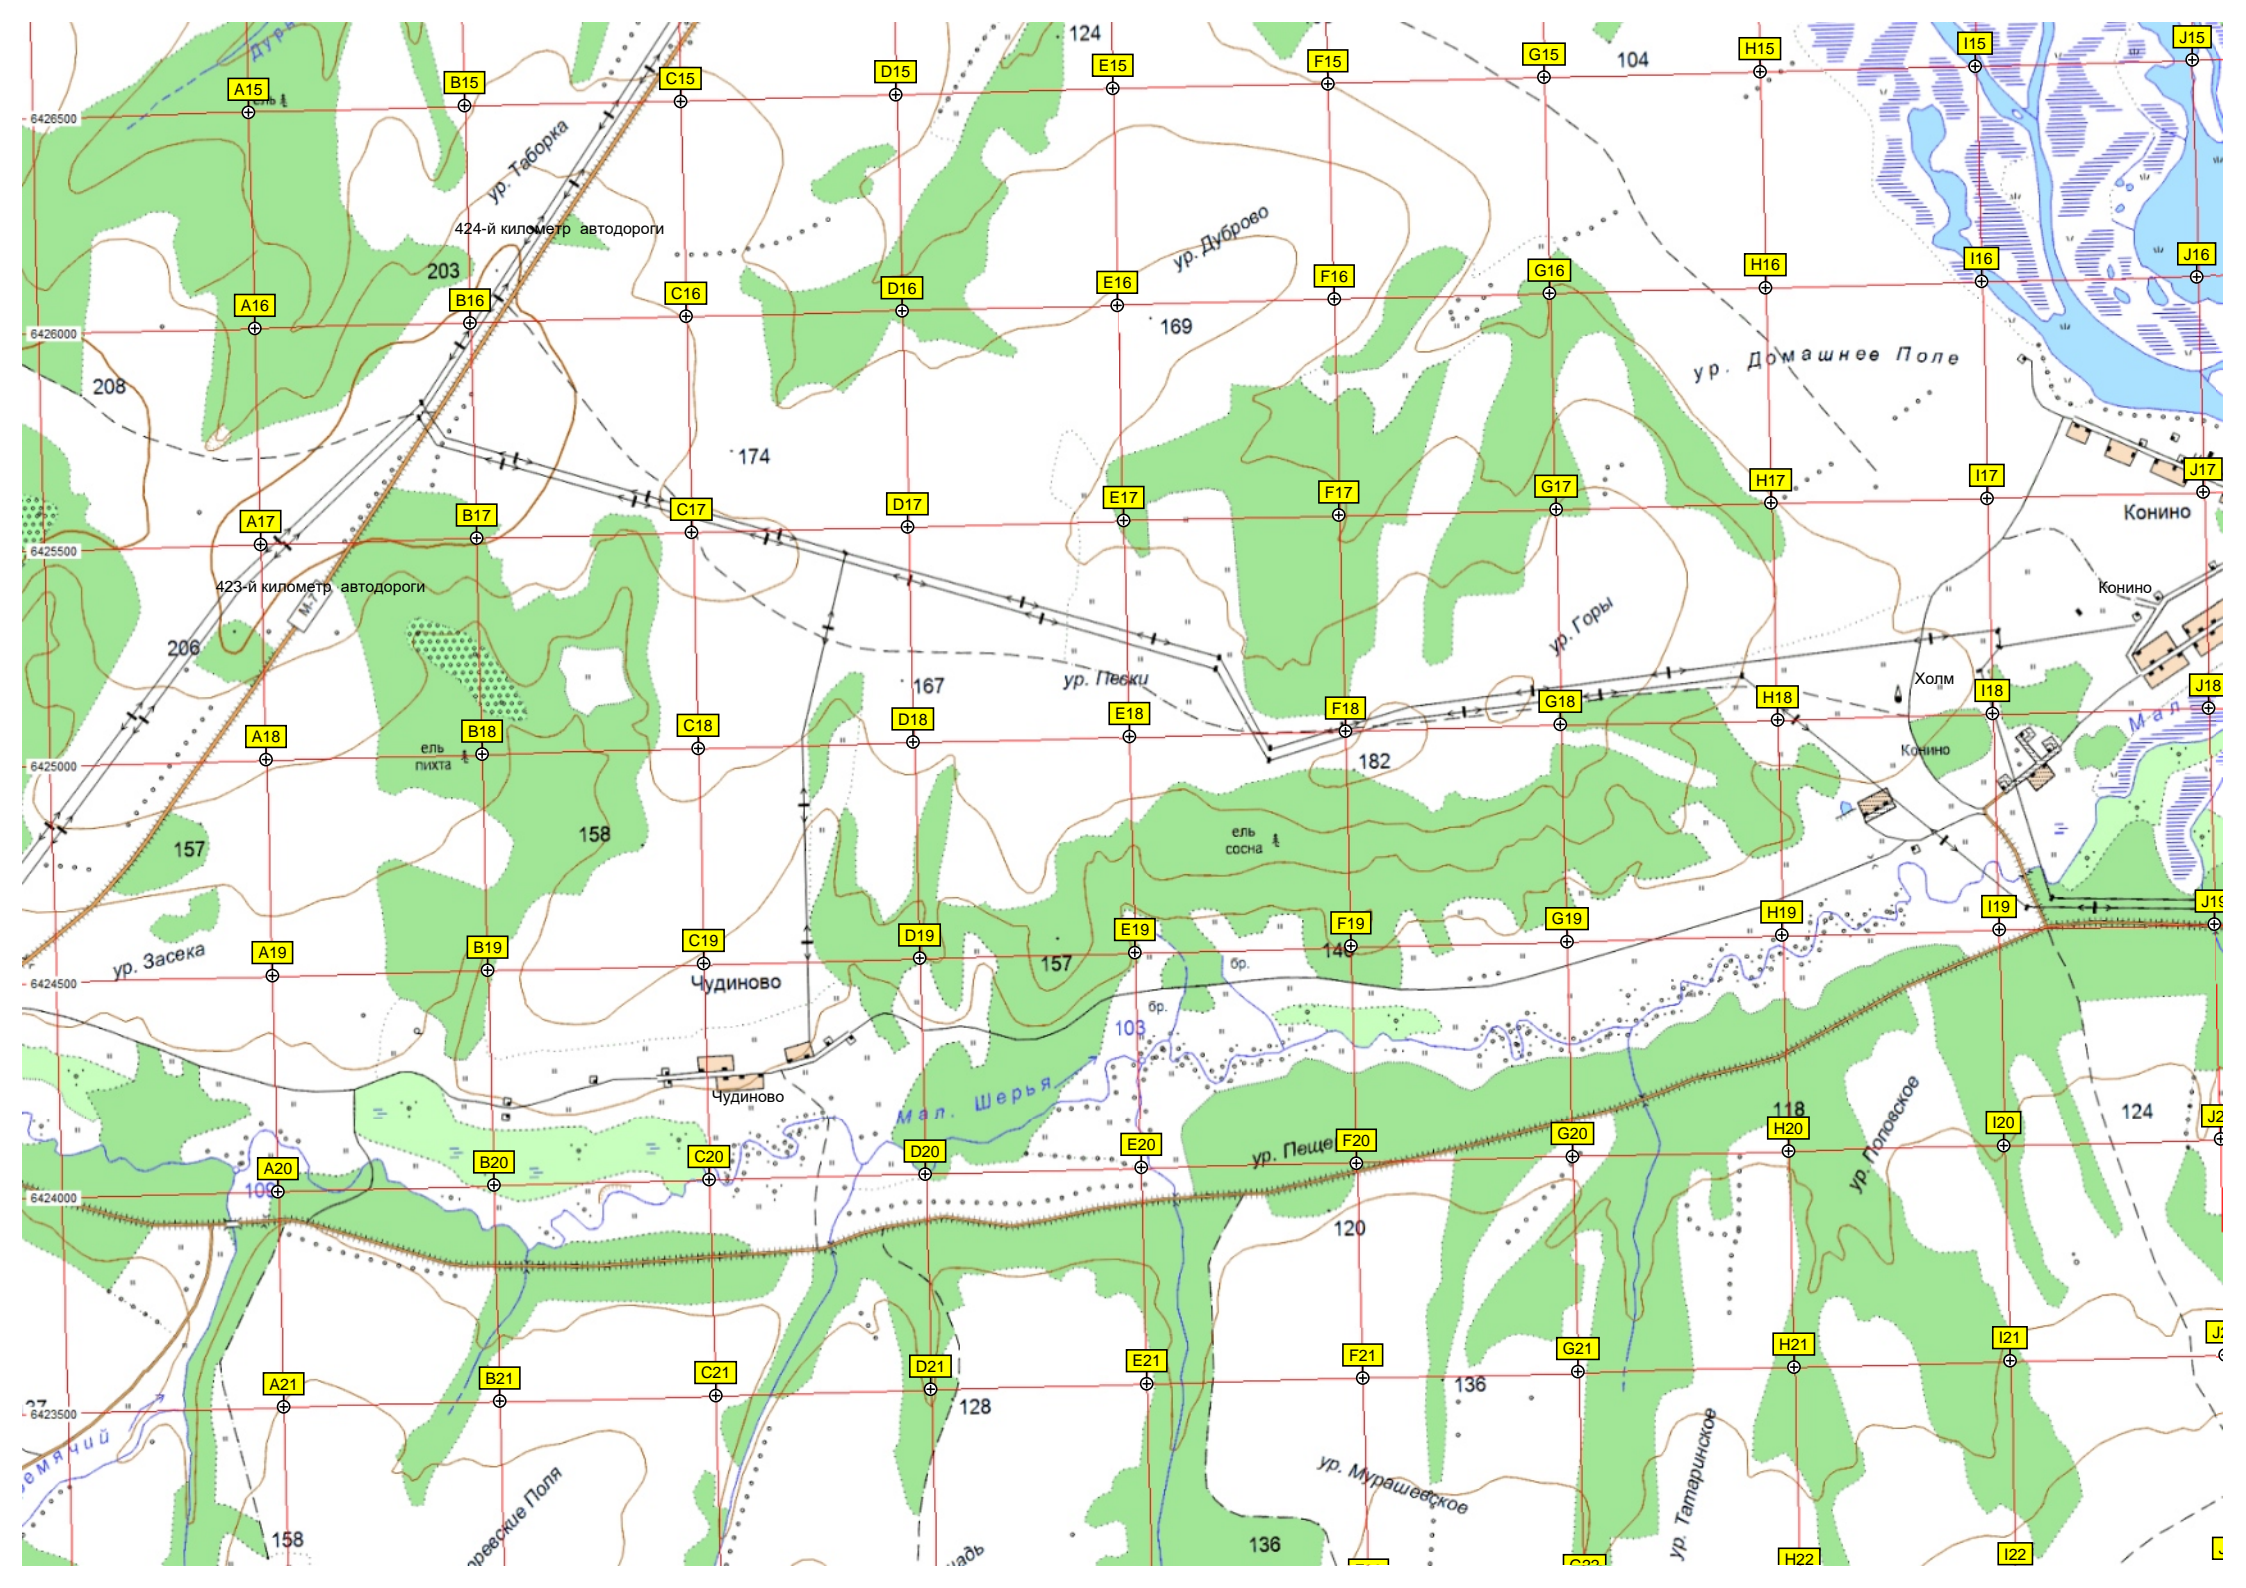 124
104
A15
B15
C15
D15
E15
F15
G15
H15
I15
J15
ель
6426500
ур. Таборка
424-й километр автодороги
203
ур. Дуброво
A16
B16
C16
D16
E16
F16
G16
H16
I16
J16
6426000
169
ур. Домашнее Поле
208
174
A17
B17
C17
D17
E17
F17
G17
H17
I17
J17
Конино
6425500
423-й километр автодороги
М-7
Конино
206
ур. Горы
167
ур. Пески
Холм
A18
B18
C18
D18
E18
F18
G18
H18
I18
J18
Мал.
ель
пихта
6425000
182
Конино
158
157
ель
сосна
A19
B19
C19
D19
E19
F19
G19
H19
I19
J19
ур. Засека
157
бр.
6424500
Чудиново
бр.
103
Чудиново
Мал. Шерья
118
124
ур. Поповское
A20
B20
C20
D20
E20
F20
G20
H20
I20
6424000
120
A21
B21
C21
D21
E21
F21
G21
H21
I21
6423500
128
136
ур. Мурашевское
ур. Татаринское
158
136
H22
I22